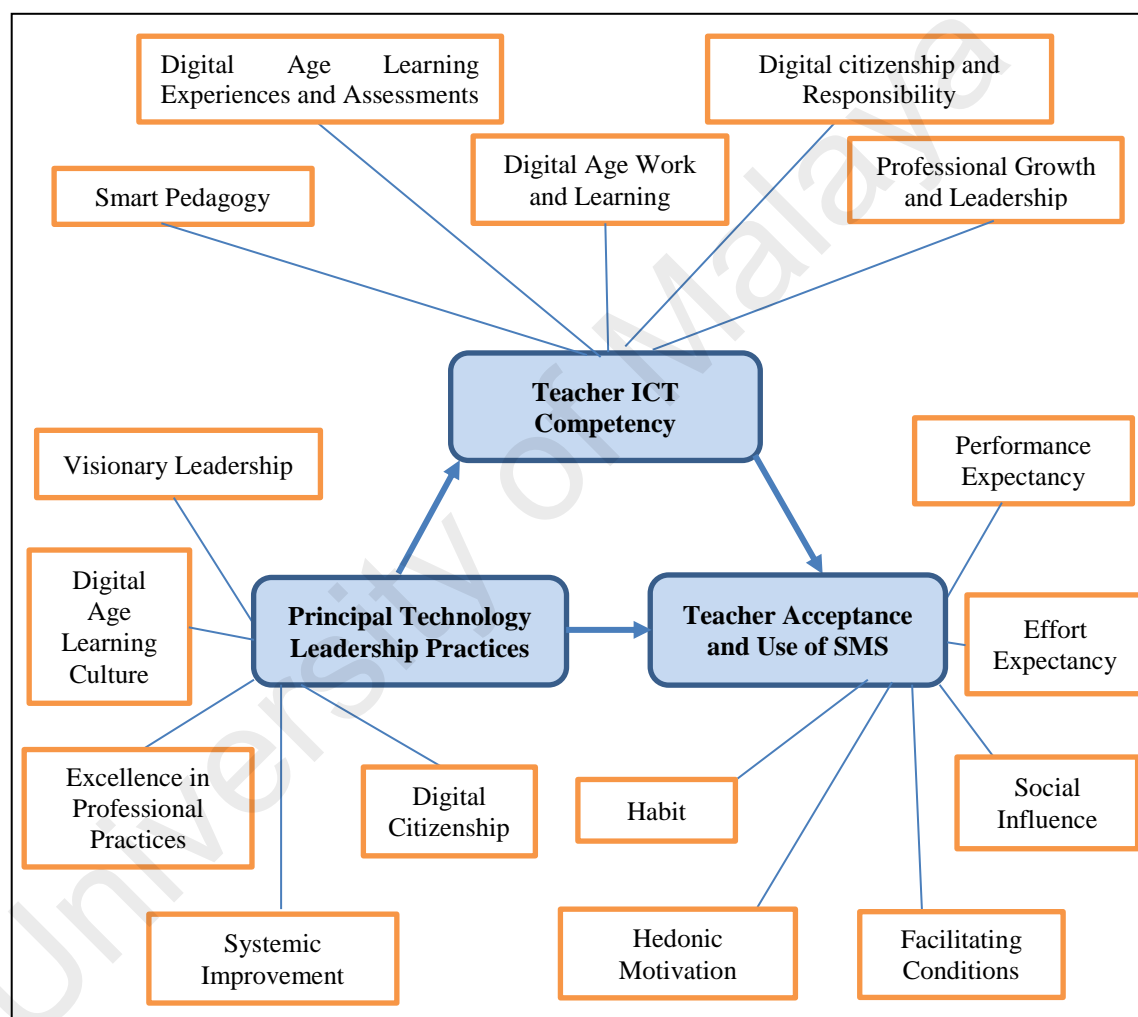 Digital Age Learning
Experiences and Assessments
Digital citizenship and
Responsibility
Digital Age Work
and Learning
Professional Growth
and Leadership
Smart Pedagogy
Teacher ICT
Competency
Visionary Leadership
Performance
Expectancy
Digital
Age
Learning
Culture
Principal Technology
Leadership Practices
Teacher Acceptance
and Use of SMS
Effort
Expectancy
Excellence in
Professional
Practices
Digital
Citizenship
Habit
Social
Influence
Systemic
Improvement
Hedonic
Motivation
Facilitating
Conditions
University of Malaya